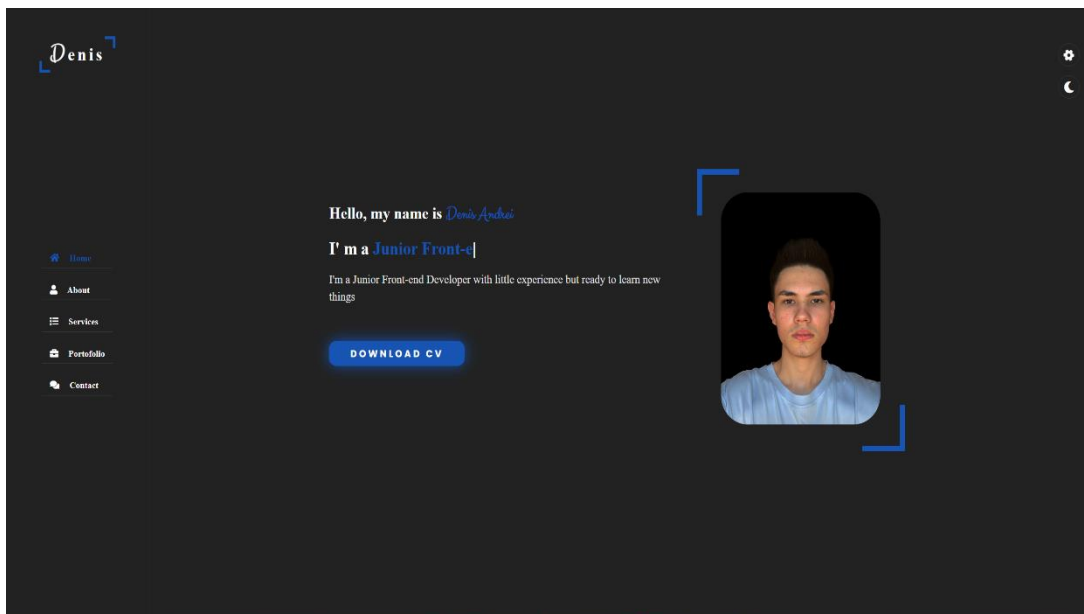 Denis
Home
About
Services
Portofolio
Contact
Hello, my name is Denis Andrei
I' m a Junior Front-e
I'm a Junior Front-end Developer with little experience but ready to learn new
things
DOWNLOAD CV